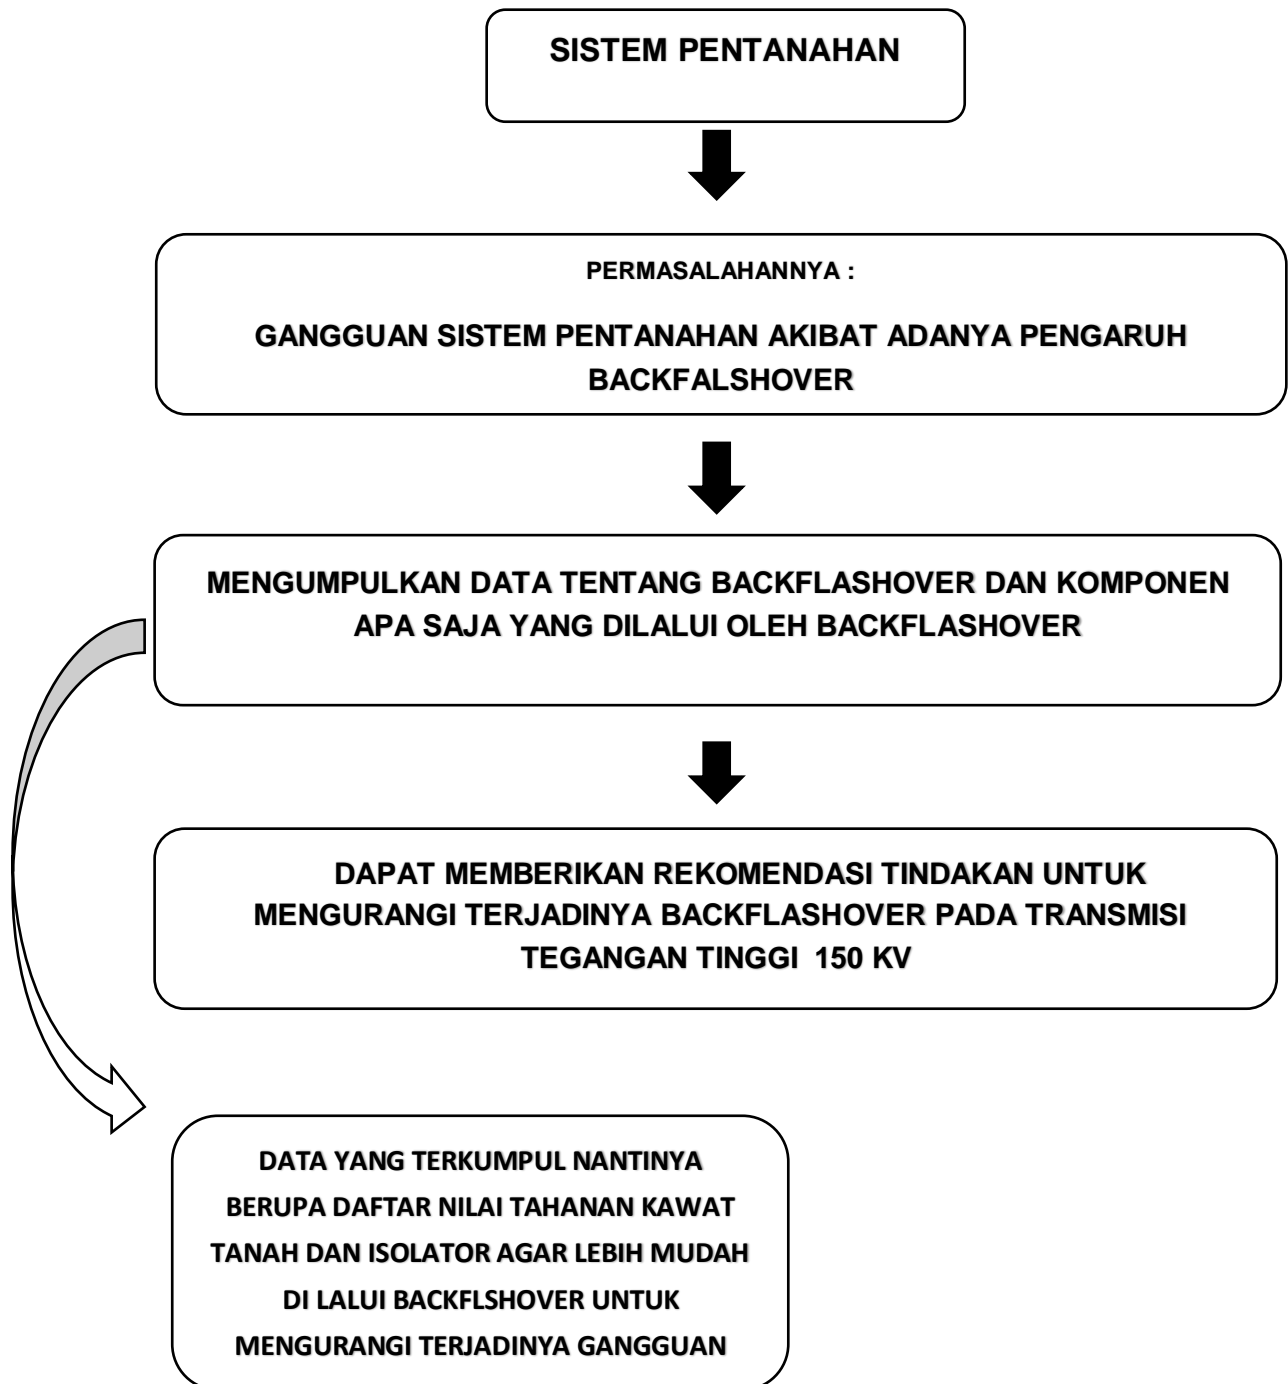 SISTEM PENTANAHAN
PERMASALAHANNYA :
GANGGUAN SISTEM PENTANAHAN AKIBAT ADANYA PENGARUH
BACKFALSHOVER
MENGUMPULKAN DATA TENTANG BACKFLASHOVER DAN KOMPONEN
APA SAJA YANG DILALUI OLEH BACKFLASHOVER
DAPAT MEMBERIKAN REKOMENDASI TINDAKAN UNTUK
MENGURANGI TERJADINYA BACKFLASHOVER PADA TRANSMISI
TEGANGAN TINGGI 150 KV
DATA YANG TERKUMPUL NANTINYA
BERUPA DAFTAR NILAI TAHANAN KAWAT
TANAH DAN ISOLATOR AGAR LEBIH MUDAH
DI LALUI BACKFLSHOVER UNTUK
MENGURANGI TERJADINYA GANGGUAN